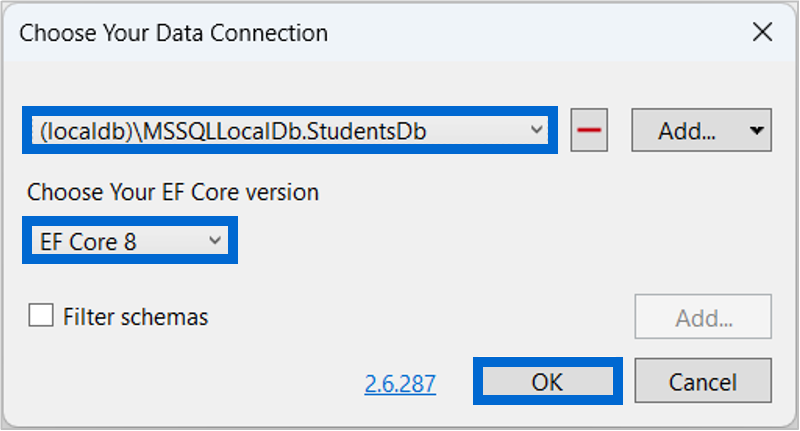 Choose Your Data Connection
(localdb)\MSSQLLocalDb.StudentsDb
Add...
Choose Your EF Core version
EF Core 8
Filter schemas
Add...
2.6.287
OK
Cancel